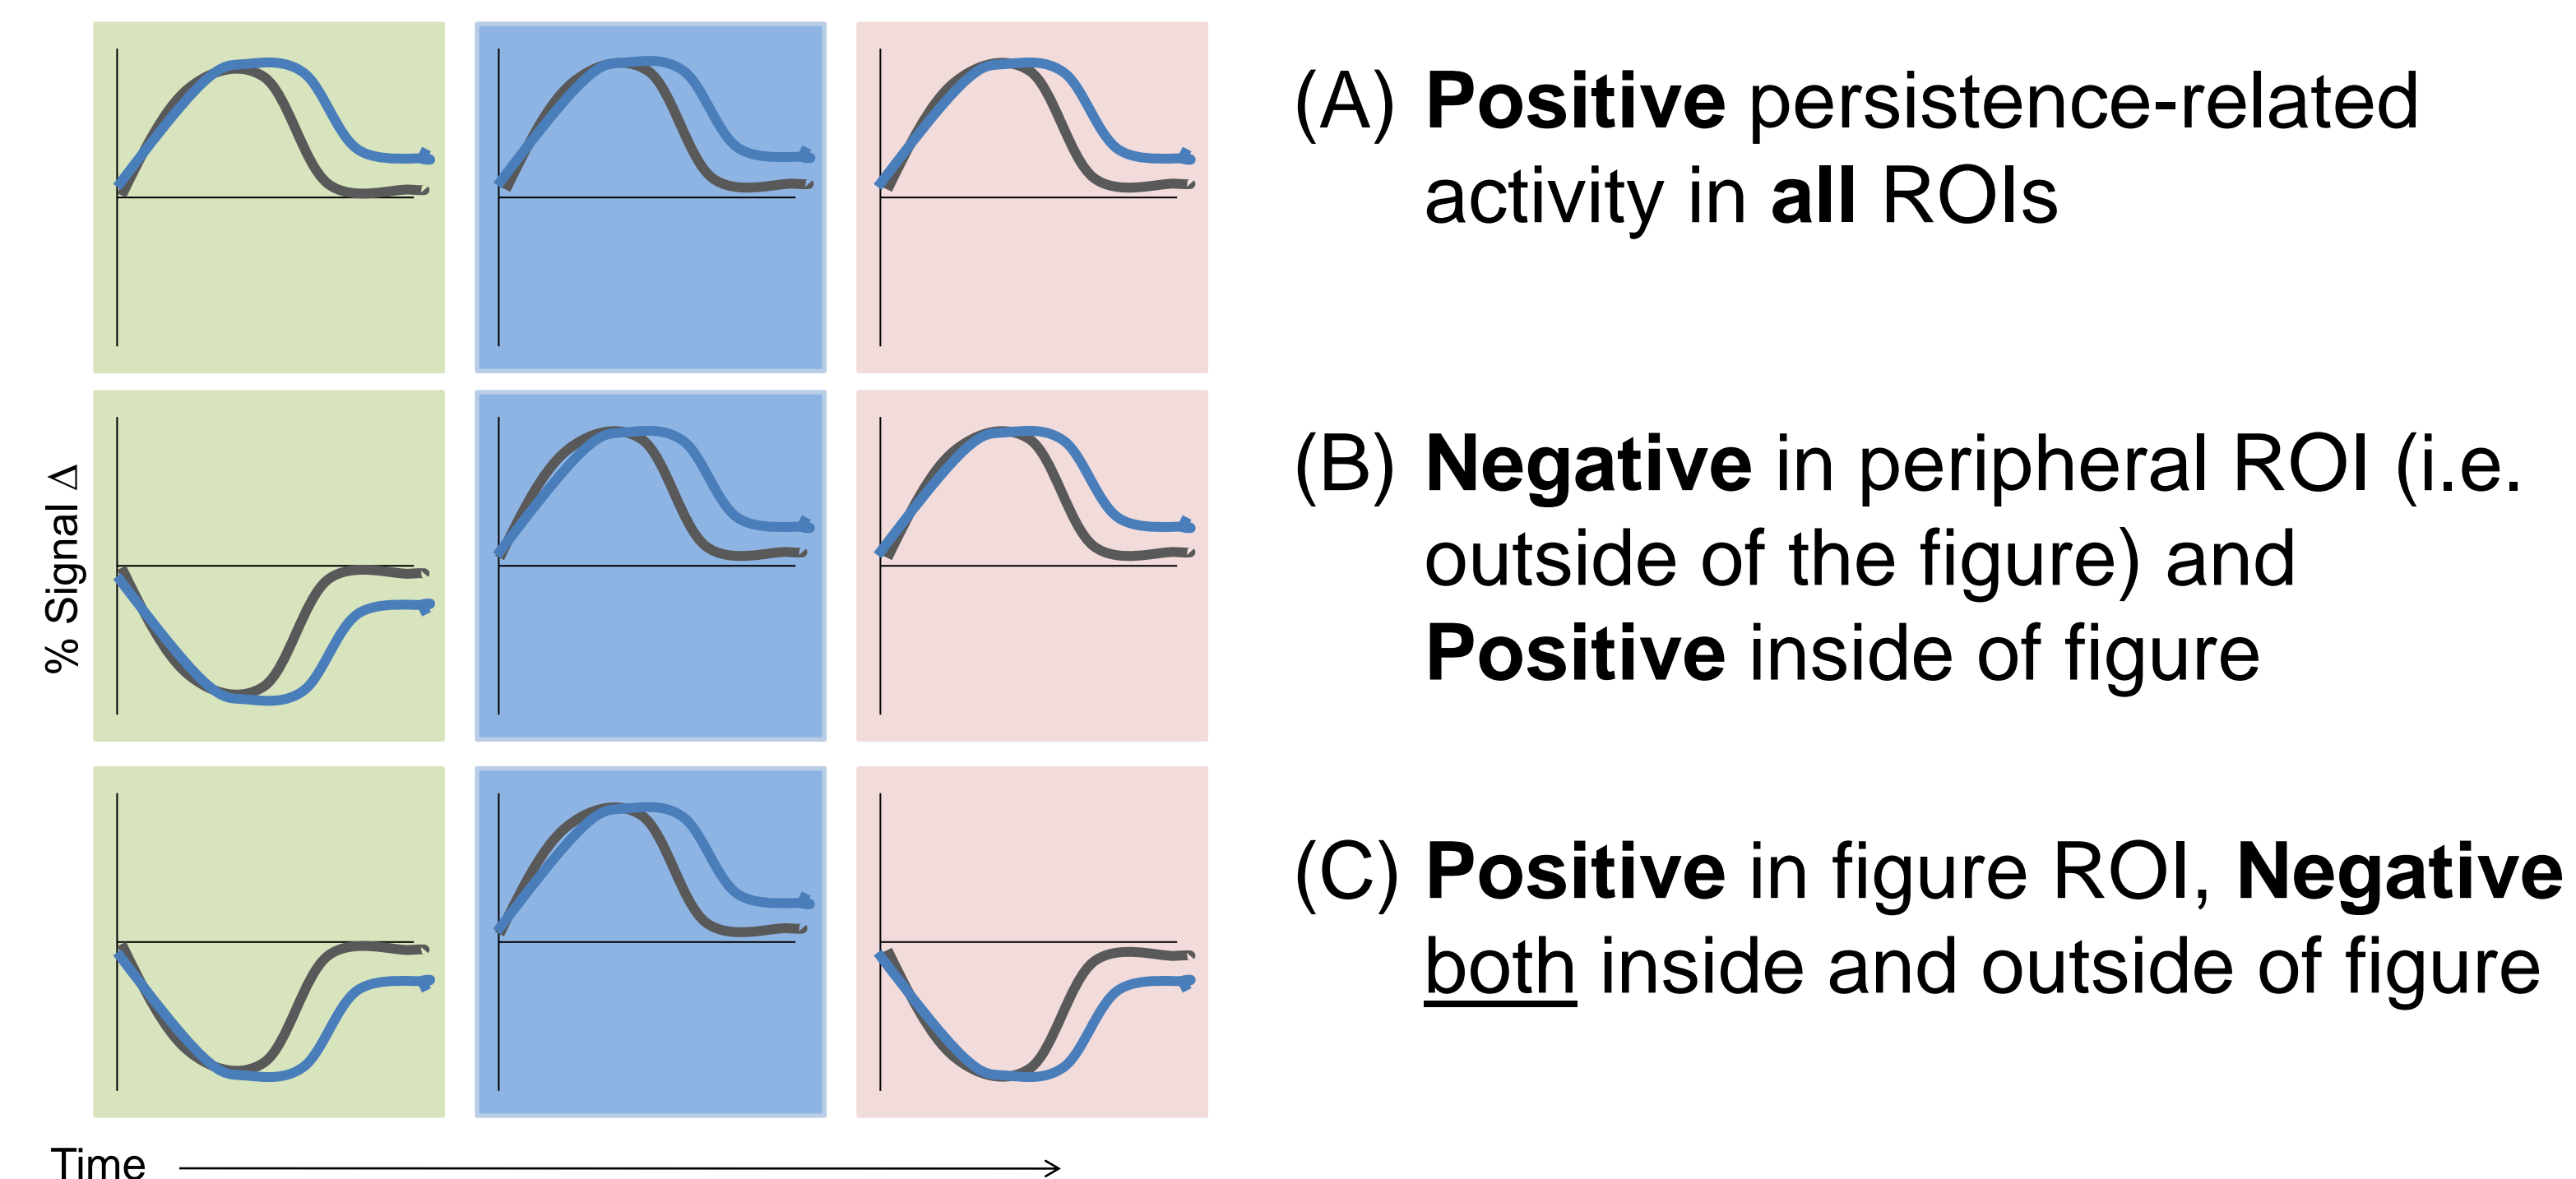 (A) Positive persistence-related
activity in all ROIs
% Signal Δ
(B) Negative in peripheral ROI (i.e.
outside of the figure) and
Positive inside of figure
(C) Positive in figure ROI, Negative
both inside and outside of figure
Time